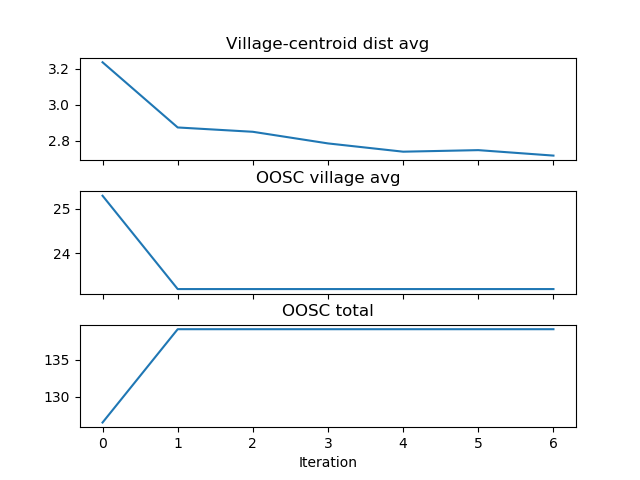 Village-centroid dist avg
3.2
3.0
2.8
OOSC village avg
25
24
OOSC total
135
130
0 1 2 3 4 5 6
Iteration